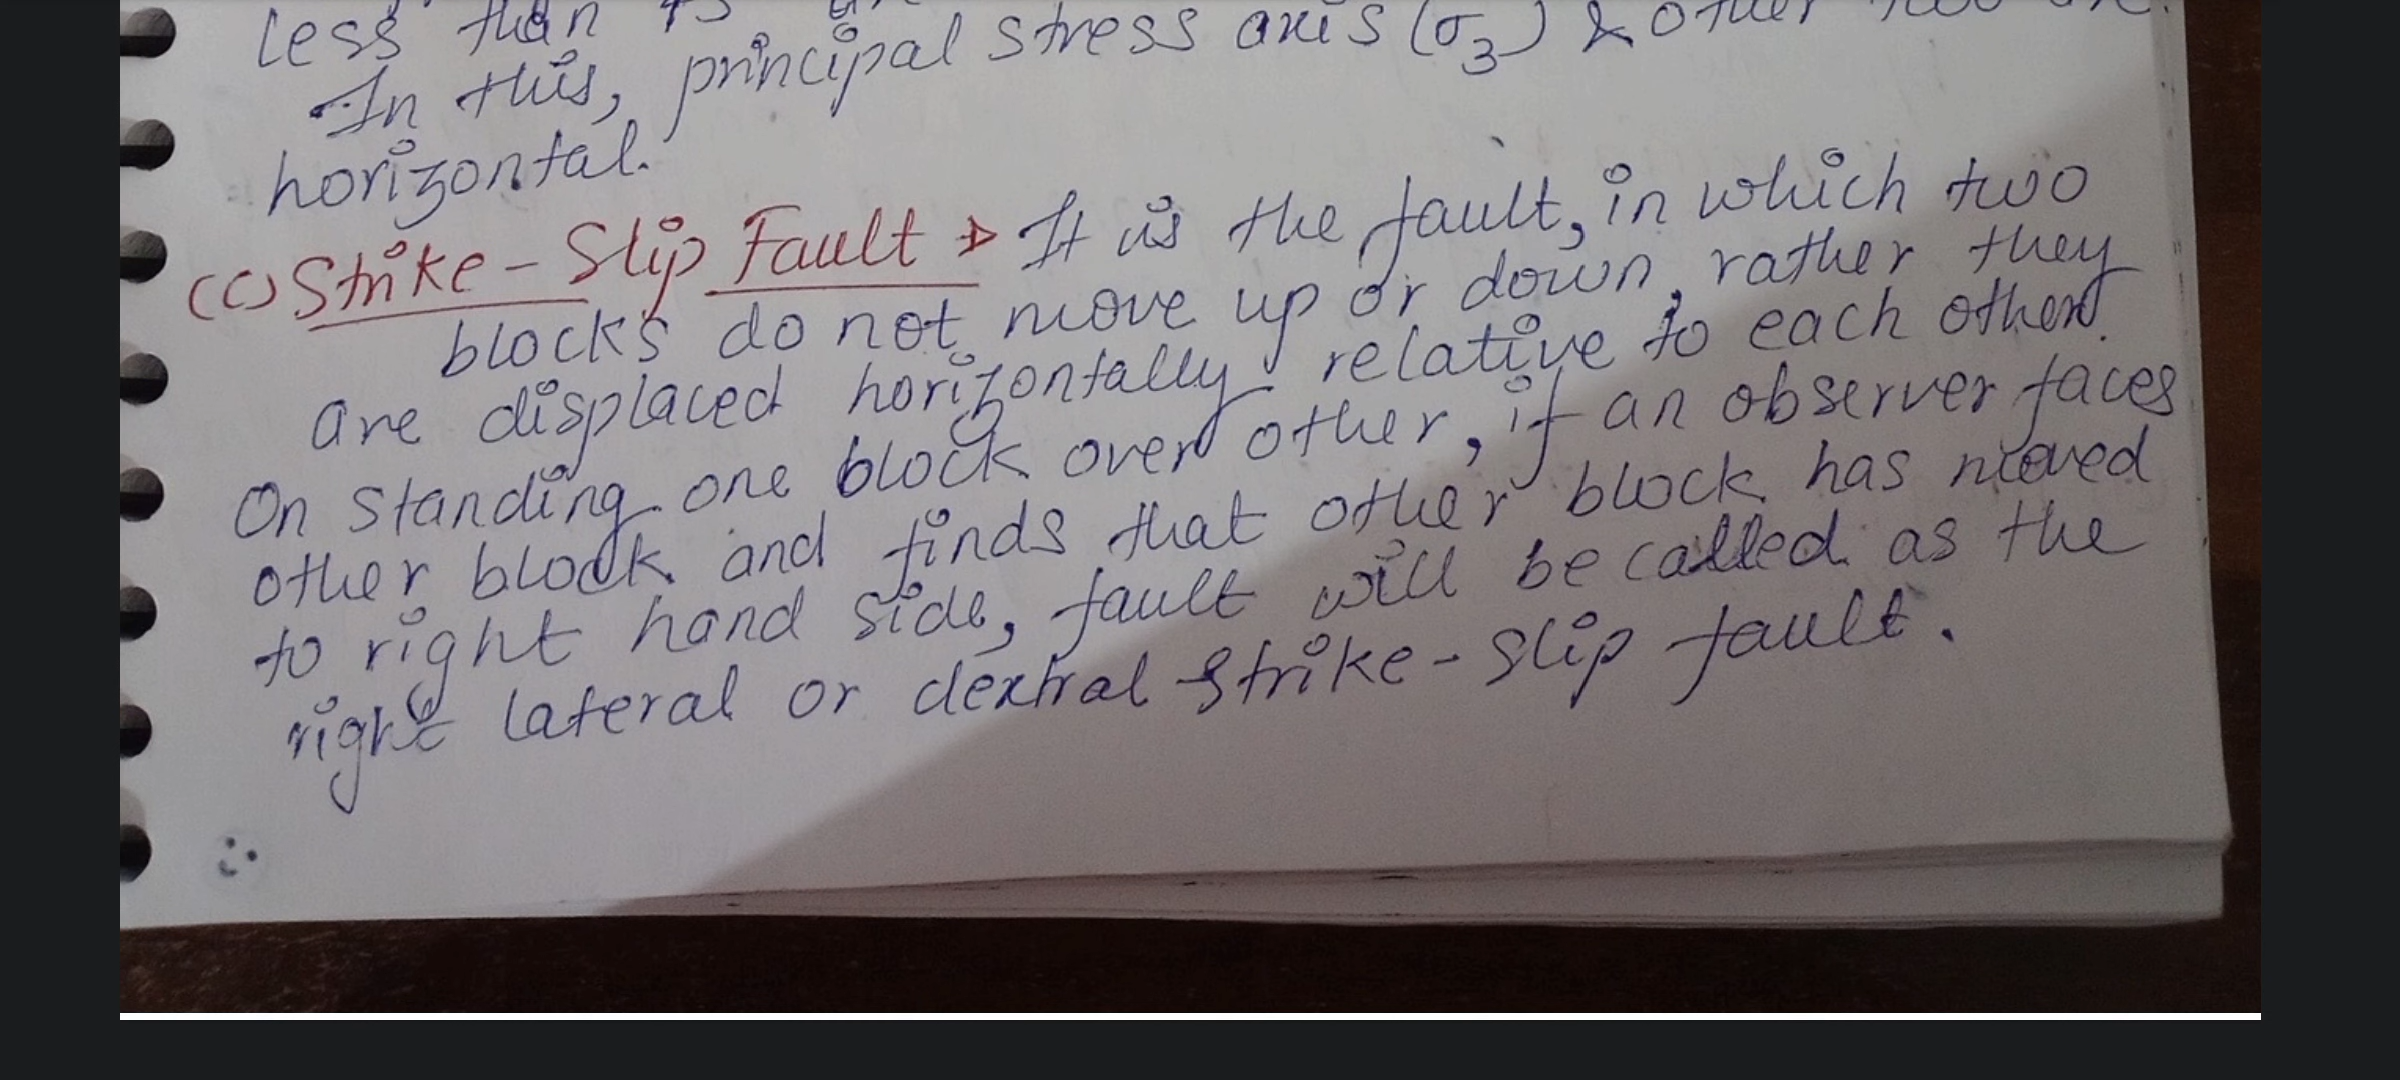 less than 45
In this, principal stress axis (σ3) & other two are
horizontal.
(C) Strike-Slip Fault → It is the fault, in which two
blocks do not move up or down, rather they
are displaced horizontally relative to each other.
On standing one block over other, if an observer faces
other block and finds that other block has moved
to right hand side, fault will be called as the
right lateral or dextral strike-slip fault.